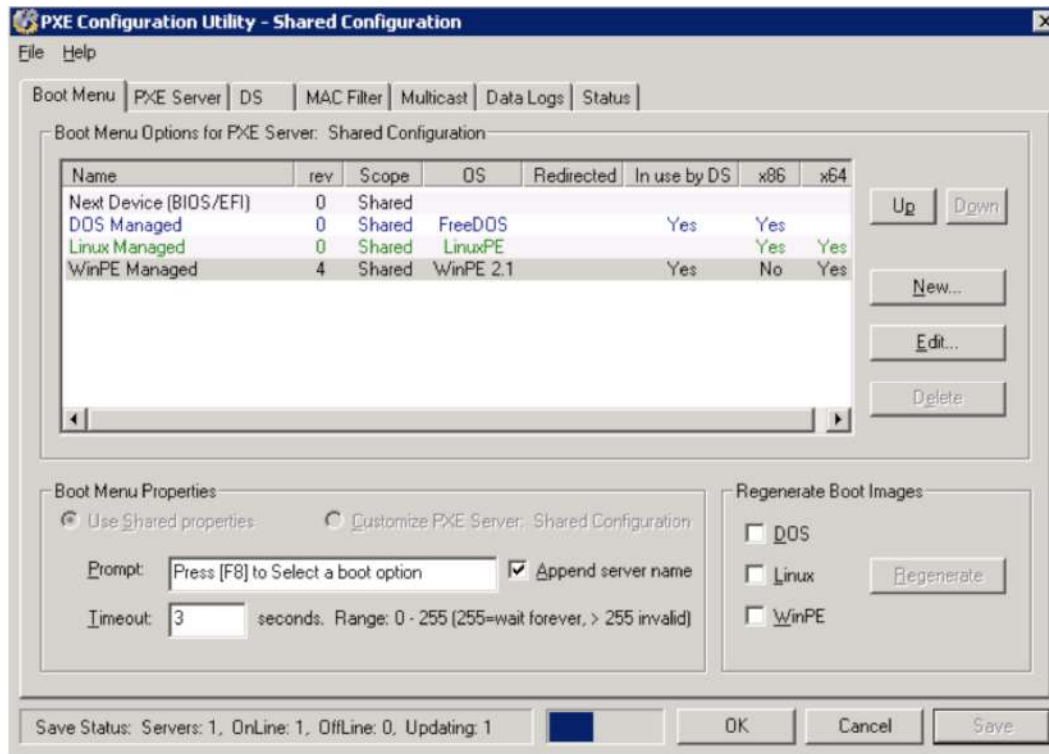 PXE Configuration Utility - Shared Configuration
File Help
Boot Menu PXE Server DS MAC Filter Multicast Data Logs Status
Boot Menu Options for PXE Server: Shared Configuration
Name rev Scope OS Redirected In use by DS x86 x64
Next Device (BIOS/EFI) 0 Shared
DOS Managed 0 Shared FreeDOS Yes Yes
Linux Managed 0 Shared LinuxPE Yes Yes
WinPE Managed 4 Shared WinPE 2.1 Yes No Yes
Up Down
New...
Edit...
Delete
Boot Menu Properties
Use Shared properties Customize PXE Server: Shared Configuration
Prompt: Press [F8] to Select a boot option Append server name
Timeout: 3 seconds. Range: 0 - 255 (255=wait forever, > 255 invalid)
Regenerate Boot Images
DOS
Linux Regenerate
WinPE
Save Status: Servers: 1, OnLine: 1, OffLine: 0, Updating: 1 OK Cancel Save